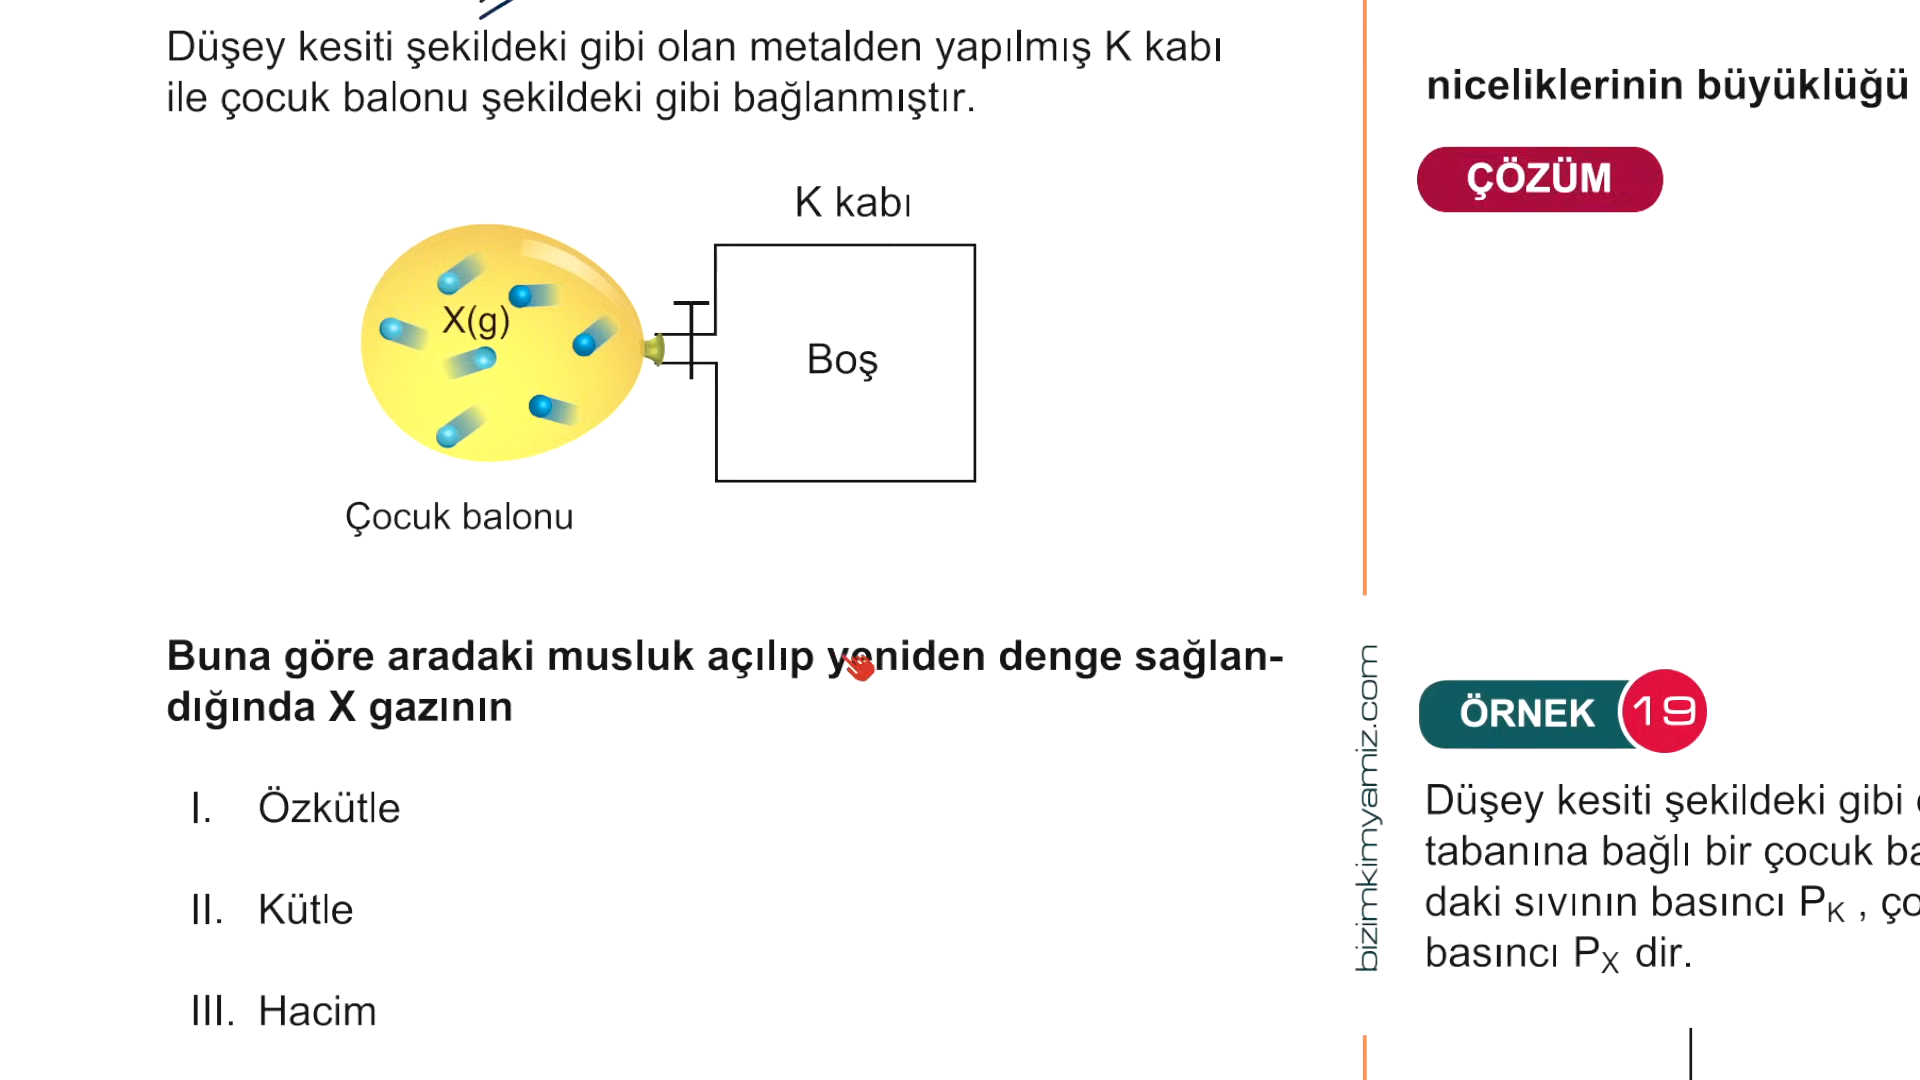 Düşey kesiti şekildeki gibi olan metalden yapılmış K kabı
ile çocuk balonu şekildeki gibi bağlanmıştır.
K kabı
X(g)
Boş
Çocuk balonu
Buna göre aradaki musluk açılıp yeniden denge sağlan-
dığında X gazının
I. Özkütle
II. Kütle
III. Hacim
bizimkimyamiz.com
niceliklerinin büyüklüğü
ÇÖZÜM
ÖRNEK 19
Düşey kesiti şekildeki gibi
tabanına bağlı bir çocuk
daki sıvının basıncı PK ,
basıncı PX dir.